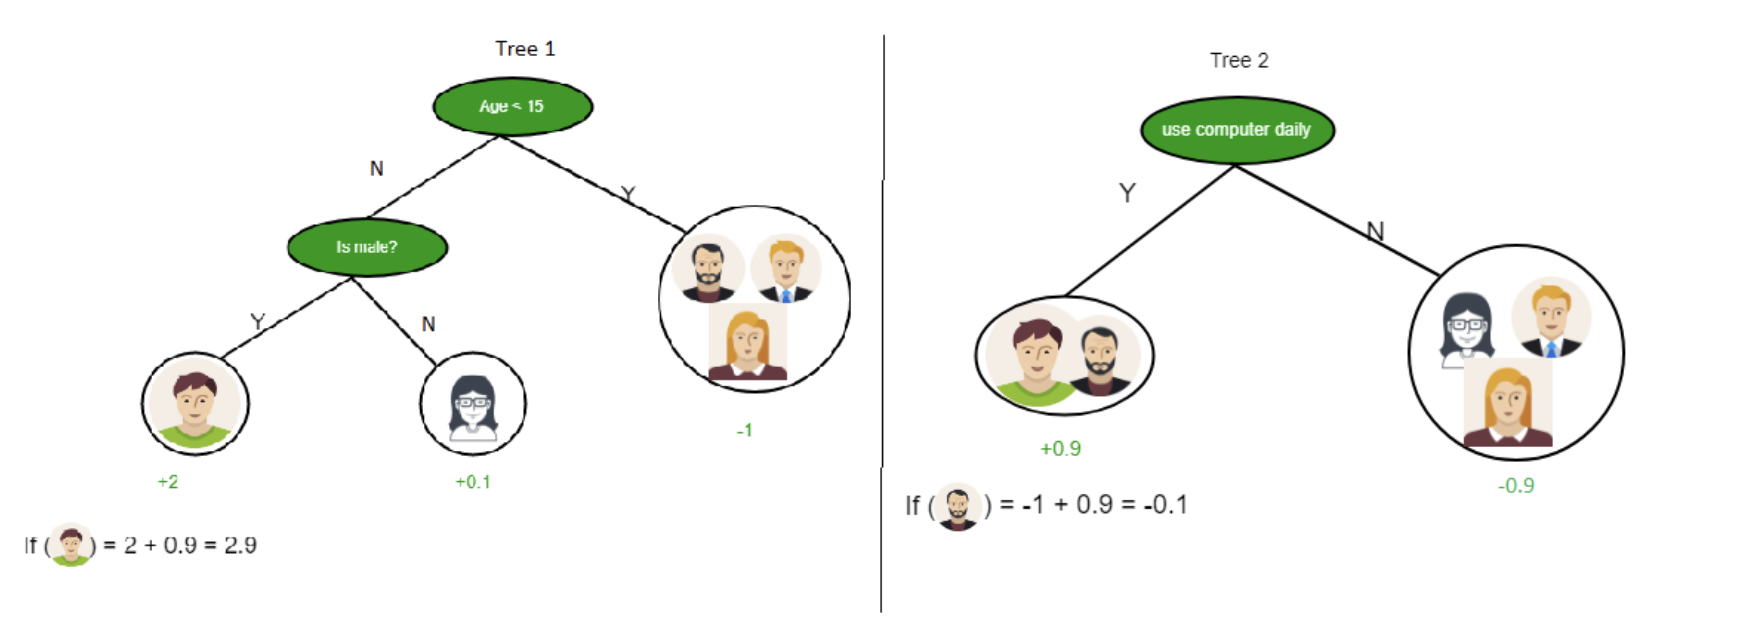 Tree 1
Age < 15
N
Y
Is male?
Y
N
+2
+0.1
-1
If ( ) = 2 + 0.9 = 2.9
Tree 2
use computer daily
Y
N
+0.9
-0.9
If ( ) = -1 + 0.9 = -0.1